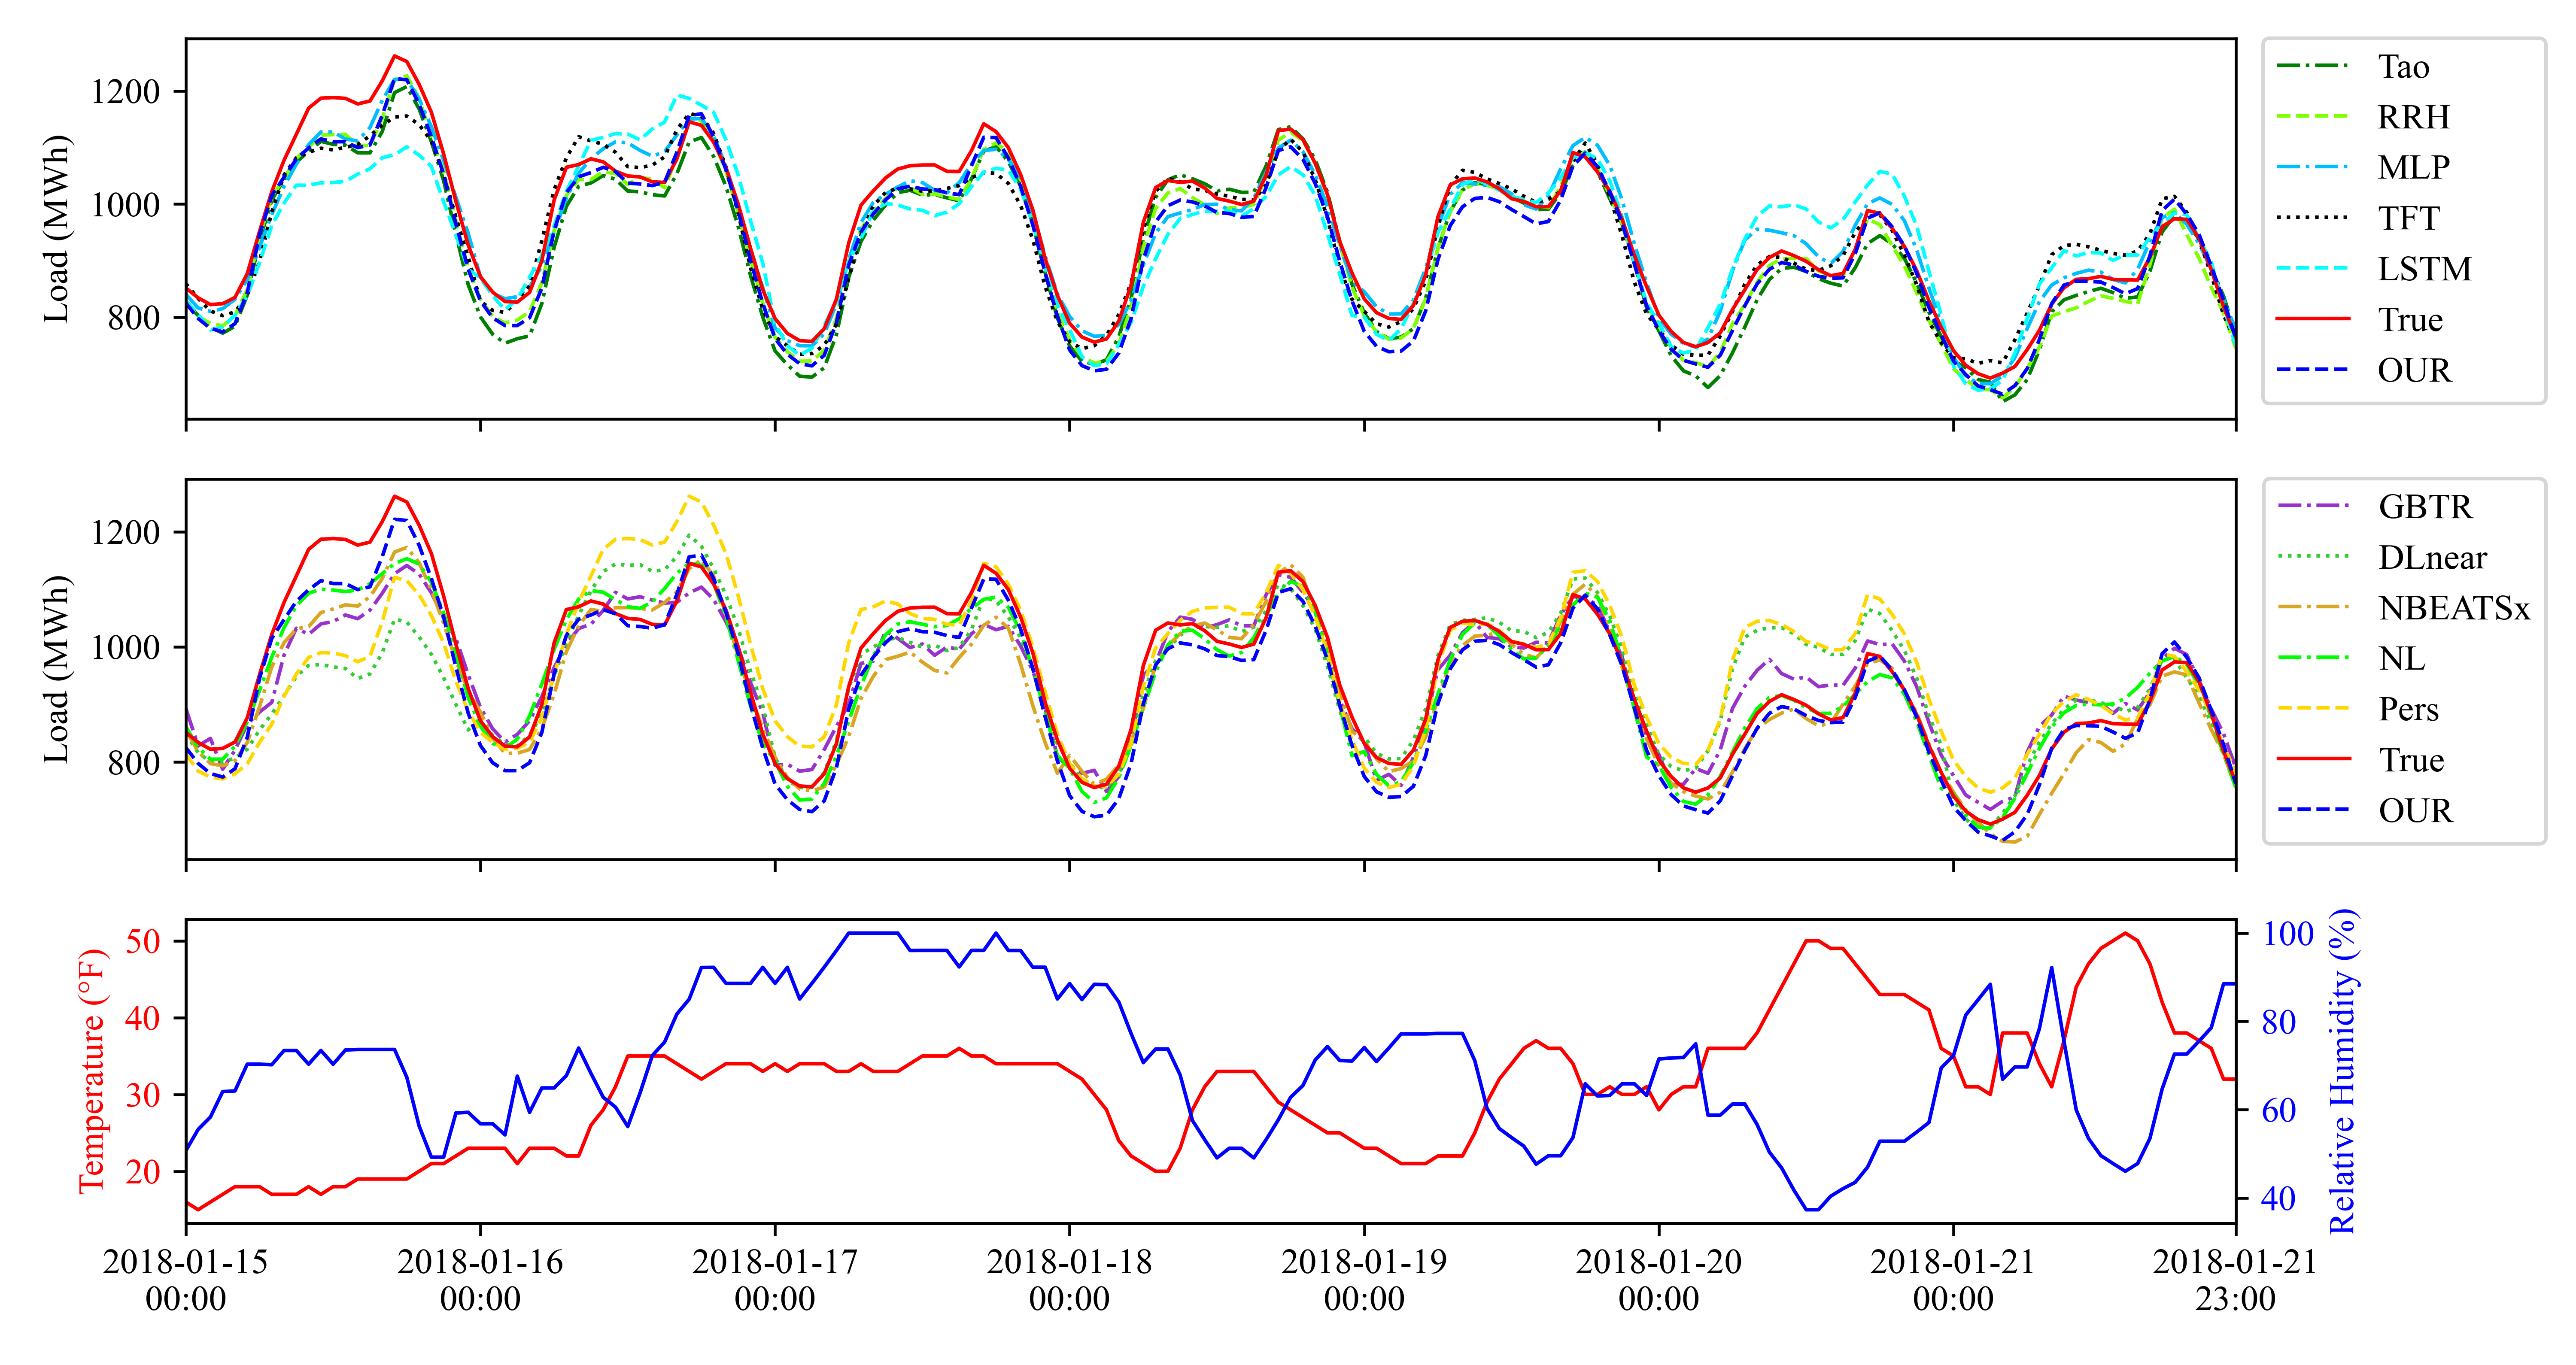 1200
1000
800
Load (MWh)
Tao
RRH
MLP
TFT
LSTM
True
OUR
1200
1000
800
Load (MWh)
GBTR
DLnear
NBEATSx
NL
Pers
True
OUR
50
40
30
20
Temperature (°F)
100
80
60
40
Relative Humidity (%)
2018-01-15
00:00
2018-01-16
00:00
2018-01-17
00:00
2018-01-18
00:00
2018-01-19
00:00
2018-01-20
00:00
2018-01-21
00:00
2018-01-21
23:00